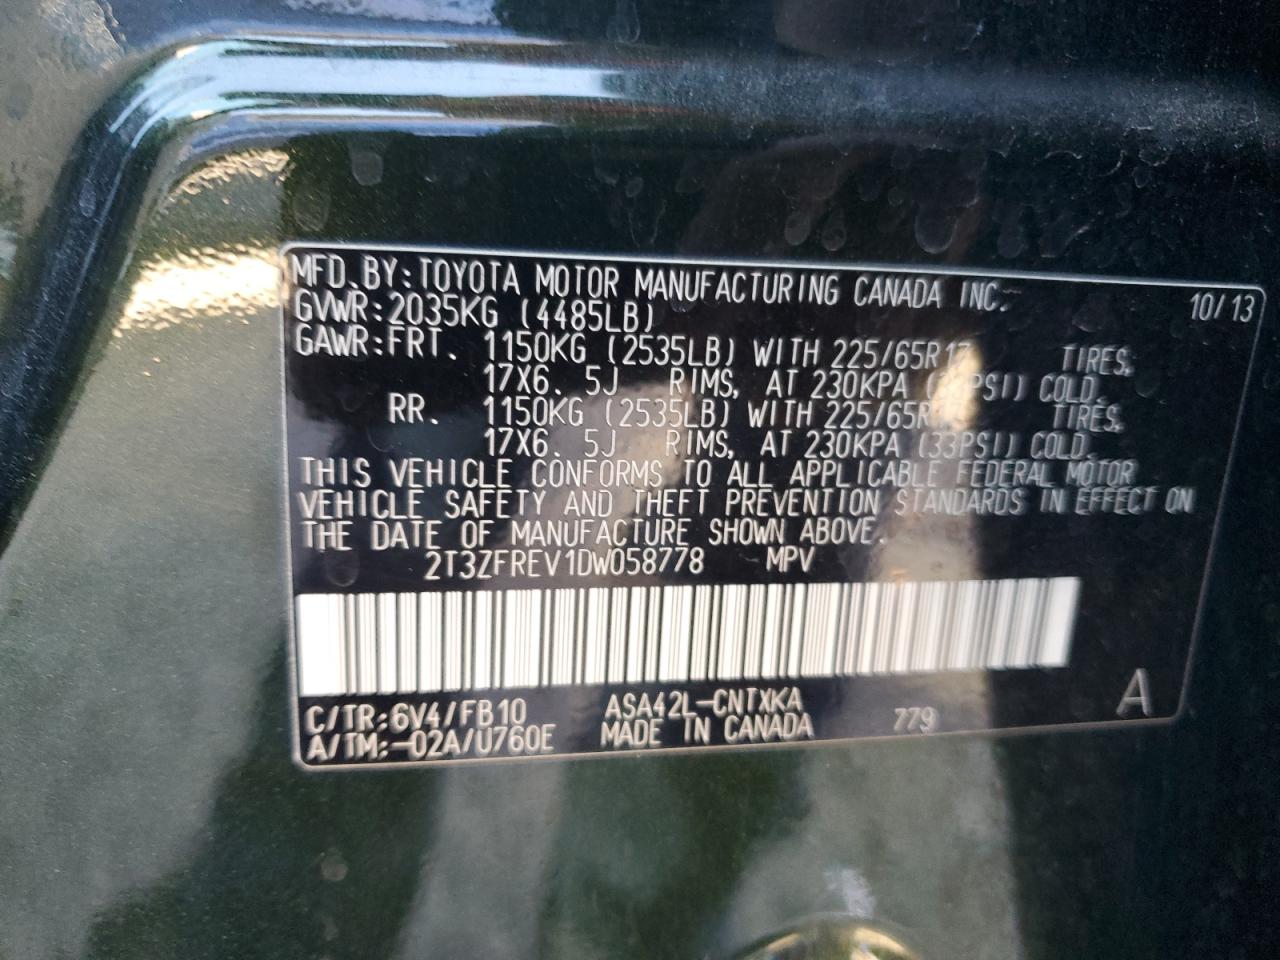 MFD. BY: TOYOTA MOTOR MANUFACTURING CANADA INC. 10/13
GVWR: 2035KG (4485LB)
GAWR: FRT. 1150KG (2535LB) WITH 225/65R17 TIRES,
17X6. 5J RIMS, AT 230KPA (33PSI) COLD.
RR. 1150KG (2535LB) WITH 225/65R TIRES,
17X6. 5J RIMS, AT 230KPA (33PSI) COLD.
THIS VEHICLE CONFORMS TO ALL APPLICABLE FEDERAL MOTOR
VEHICLE SAFETY AND THEFT PREVENTION STANDARDS IN EFFECT ON
THE DATE OF MANUFACTURE SHOWN ABOVE.
2T3ZFREV1DW058778 MPV
C/TR: 6V4/FB10 ASA42L-CNTXKA
A/TM: -02A/U760E MADE IN CANADA 779 A